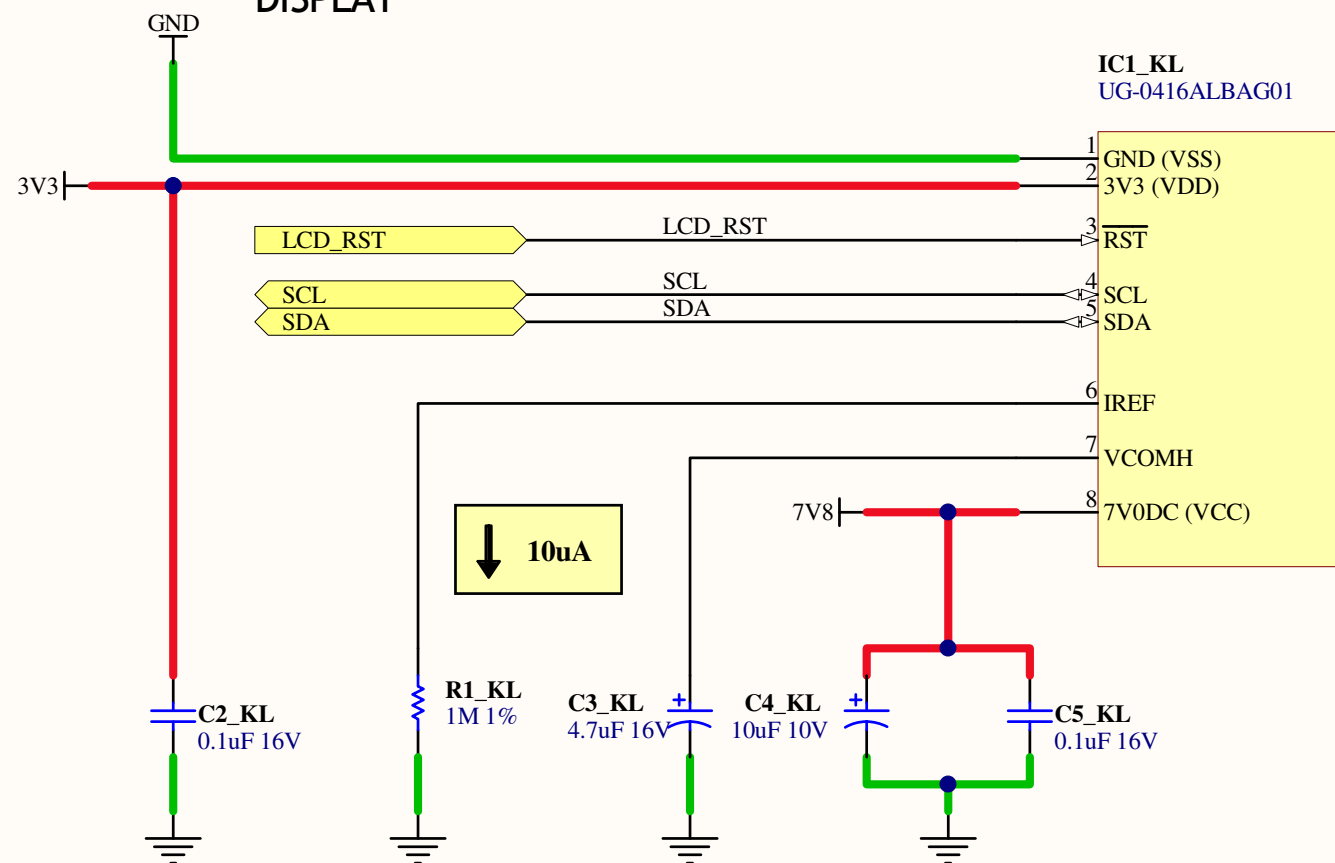 DISPLAY
GND
IC1_KL
UG-0416ALBAG01
1
GND (VSS)
3V3
2
3V3 (VDD)
LCD_RST
LCD_RST
3
RST
SCL
SCL
4
SCL
SDA
SDA
5
SDA
6
IREF
7
VCOMH
7V8
8
7V0DC (VCC)
10uA
C2_KL
0.1uF 16V
R1_KL
1M 1%
C3_KL
4.7uF 16V
+
C4_KL
10uF 10V
+
C5_KL
0.1uF 16V